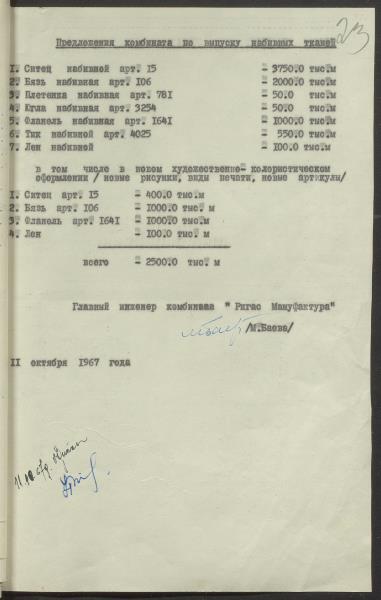 23
Предложения комбината по выпуску набивных тканей
1. Ситец набивной арт. 15 - 9750.0 тыс.м
2. Бязь набивная арт. 106 - 2000.0 тыс.м
3. Плетенка набивная арт. 781 - 50.0 тыс.м
4. Югла набивная арт. 3254 - 50.0 тыс.м
5. Фланель набивная арт. 1641 - 1000.0 тыс.м
6. Тик набивной арт. 4025 - 550.0 тыс.м
7. Лен набивной - 100.0 тыс.м
в том числе в новом художественно-колористическом
оформлении /новые рисунки, виды печати, новые артикулы/
1. Ситец арт. 15 - 400.0 тыс.м
2. Бязь арт. 106 - 1000.0 тыс. м
3. Фланель арт. 1641 - 1000.0 тыс.м
4. Лен - 100.0 тыс.м
всего - 2500.0 тыс. м
Главный инженер комбината "Ригас Мануфактура"
/М.Баева/
11 октября 1967 года